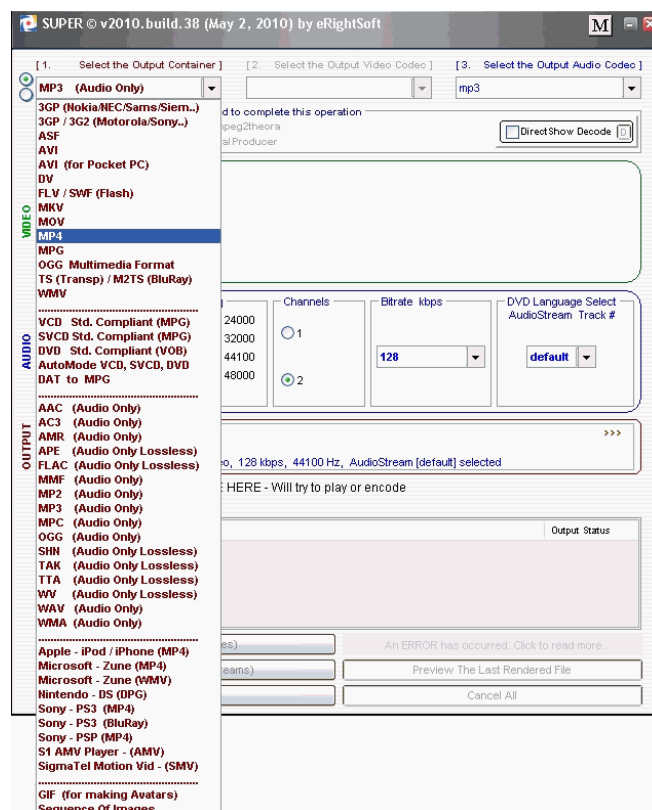 SUPER © v2010.build.38 (May 2, 2010) by eRightSoft
M
[ 1. Select the Output Container ]
[ 2. Select the Output Video Codec ]
[ 3. Select the Output Audio Codec ]
MP3 (Audio Only)
mp3
3GP (Nokia/NEC/Sams/Siem..)
3GP / 3G2 (Motorola/Sony..)
ASF
AVI
AVI (for Pocket PC)
DV
FLV / SWF (Flash)
MKV
MOV
MP4
MPG
OGG Multimedia Format
TS (Transp) / M2TS (BluRay)
WMV
VCD Std. Compliant (MPG)
SVCD Std. Compliant (MPG)
DVD Std. Compliant (VOB)
AutoMode VCD, SVCD, DVD
DAT to MPG
AAC (Audio Only)
AC3 (Audio Only)
AMR (Audio Only)
APE (Audio Only Lossless)
FLAC (Audio Only Lossless)
MMF (Audio Only)
MP2 (Audio Only)
MP3 (Audio Only)
MPC (Audio Only)
OGG (Audio Only)
SHN (Audio Only Lossless)
TAK (Audio Only Lossless)
TTA (Audio Only Lossless)
WV (Audio Only Lossless)
WAV (Audio Only)
WMA (Audio Only)
Apple - iPod / iPhone (MP4)
Microsoft - Zune (MP4)
Microsoft - Zune (WMV)
Nintendo - DS (DPG)
Sony - PS3 (MP4)
Sony - PS3 (BluRay)
Sony - PSP (MP4)
S1 AMV Player - (AMV)
SigmaTel Motion Vid - (SMV)
GIF (for making Avatars)
Sequence Of Images
d to complete this operation
peg2theora
al Producer
DirectShow Decode D
VIDEO
AUDIO
OUTPUT
24000
32000
44100
48000
Channels
1
2
Bitrate kbps
128
DVD Language Select
AudioStream Track #
default
>>>
o, 128 kbps, 44100 Hz, AudioStream [default] selected
HERE - Will try to play or encode
Output Status
es)
An ERROR has occurred. Click to read more..
eams)
Preview The Last Rendered File
Cancel All